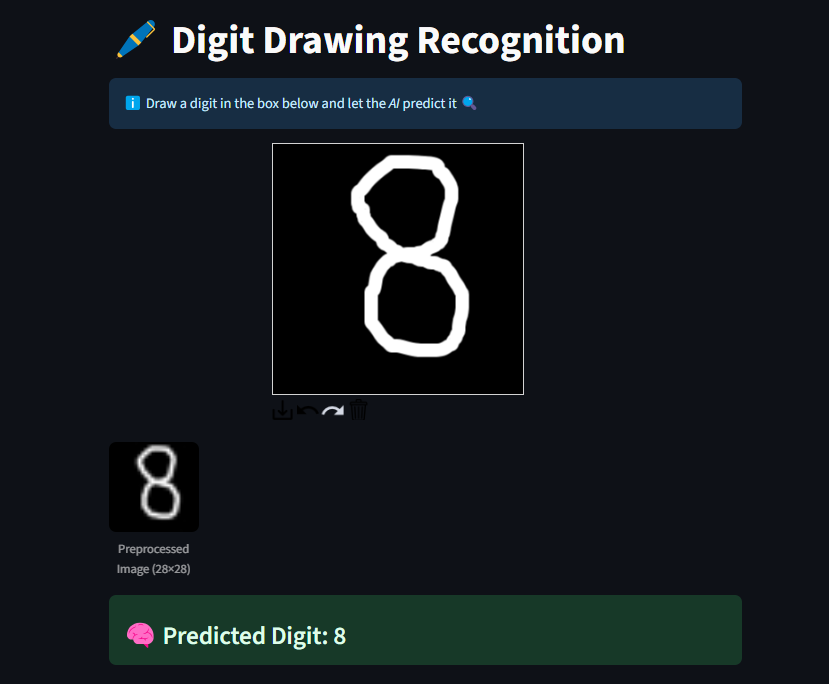 Digit Drawing Recognition
Draw a digit in the box below and let the AI predict it
8
8
Preprocessed
Image (28×28)
Predicted Digit: 8